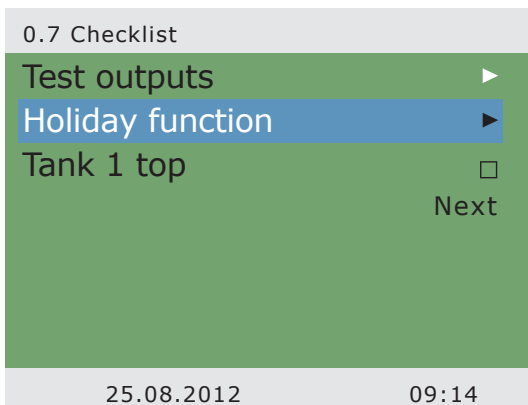 0.7 Checklist
Test outputs
Holiday function
Tank 1 top
Next
25.08.2012 09:14